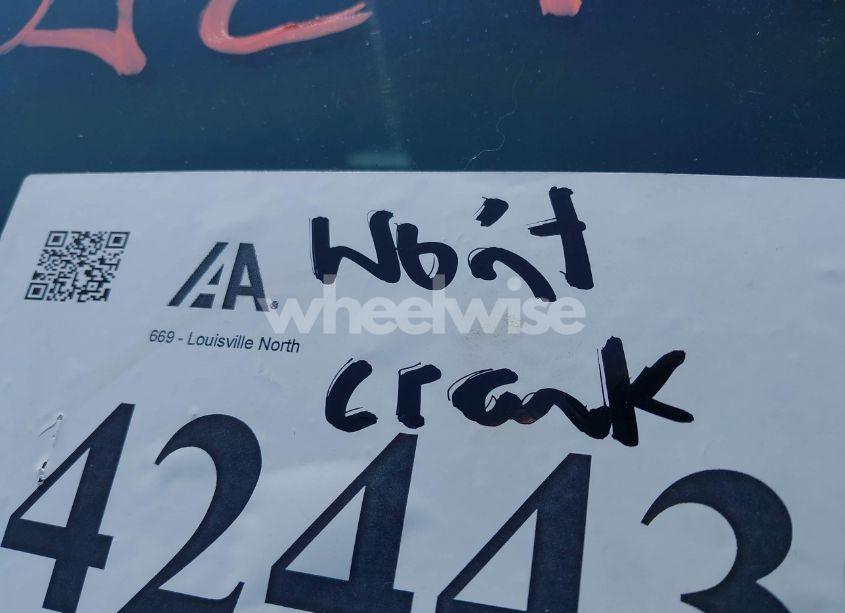 IAA
Won't
wheelwise
669 - Louisville North
crank
42443